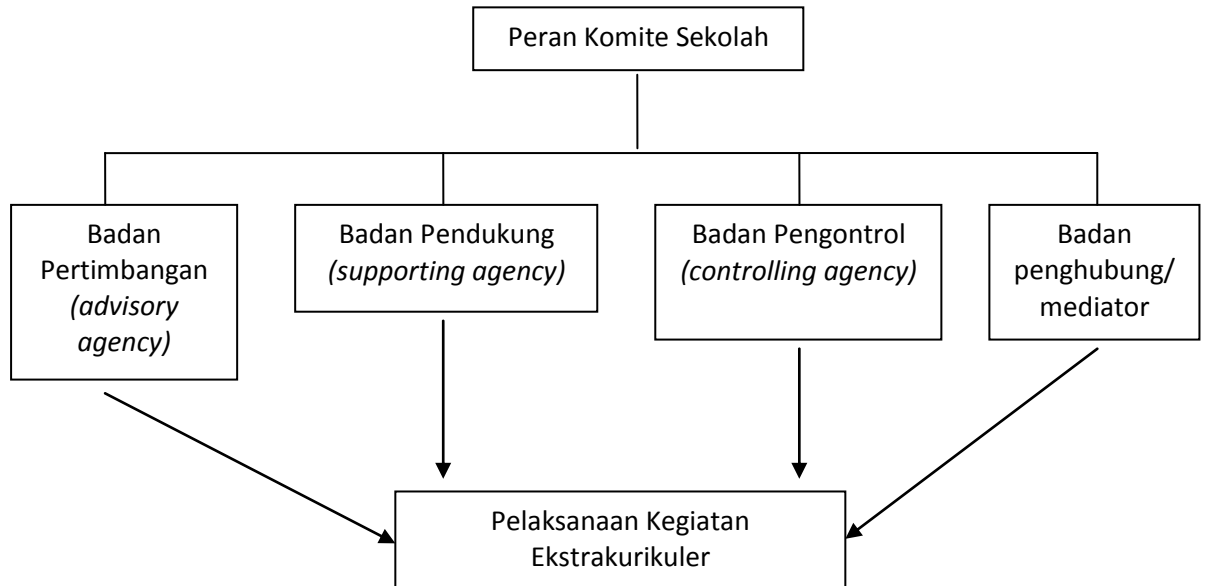 Peran Komite Sekolah
Badan
Pertimbangan
(advisory
agency)
Badan Pendukung
(supporting agency)
Badan Pengontrol
(controlling agency)
Badan
penghubung/
mediator
Pelaksanaan Kegiatan
Ekstrakurikuler